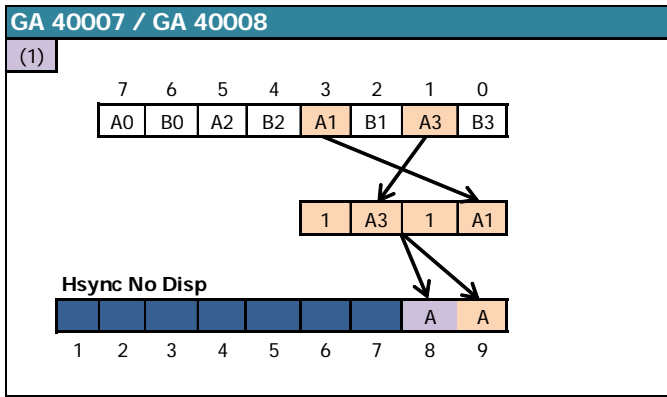 GA 40007 / GA 40008
(1)
7 6 5 4 3 2 1 0
A0 B0 A2 B2 A1 B1 A3 B3
1 A3 1 A1
Hsync No Disp
A A
1 2 3 4 5 6 7 8 9